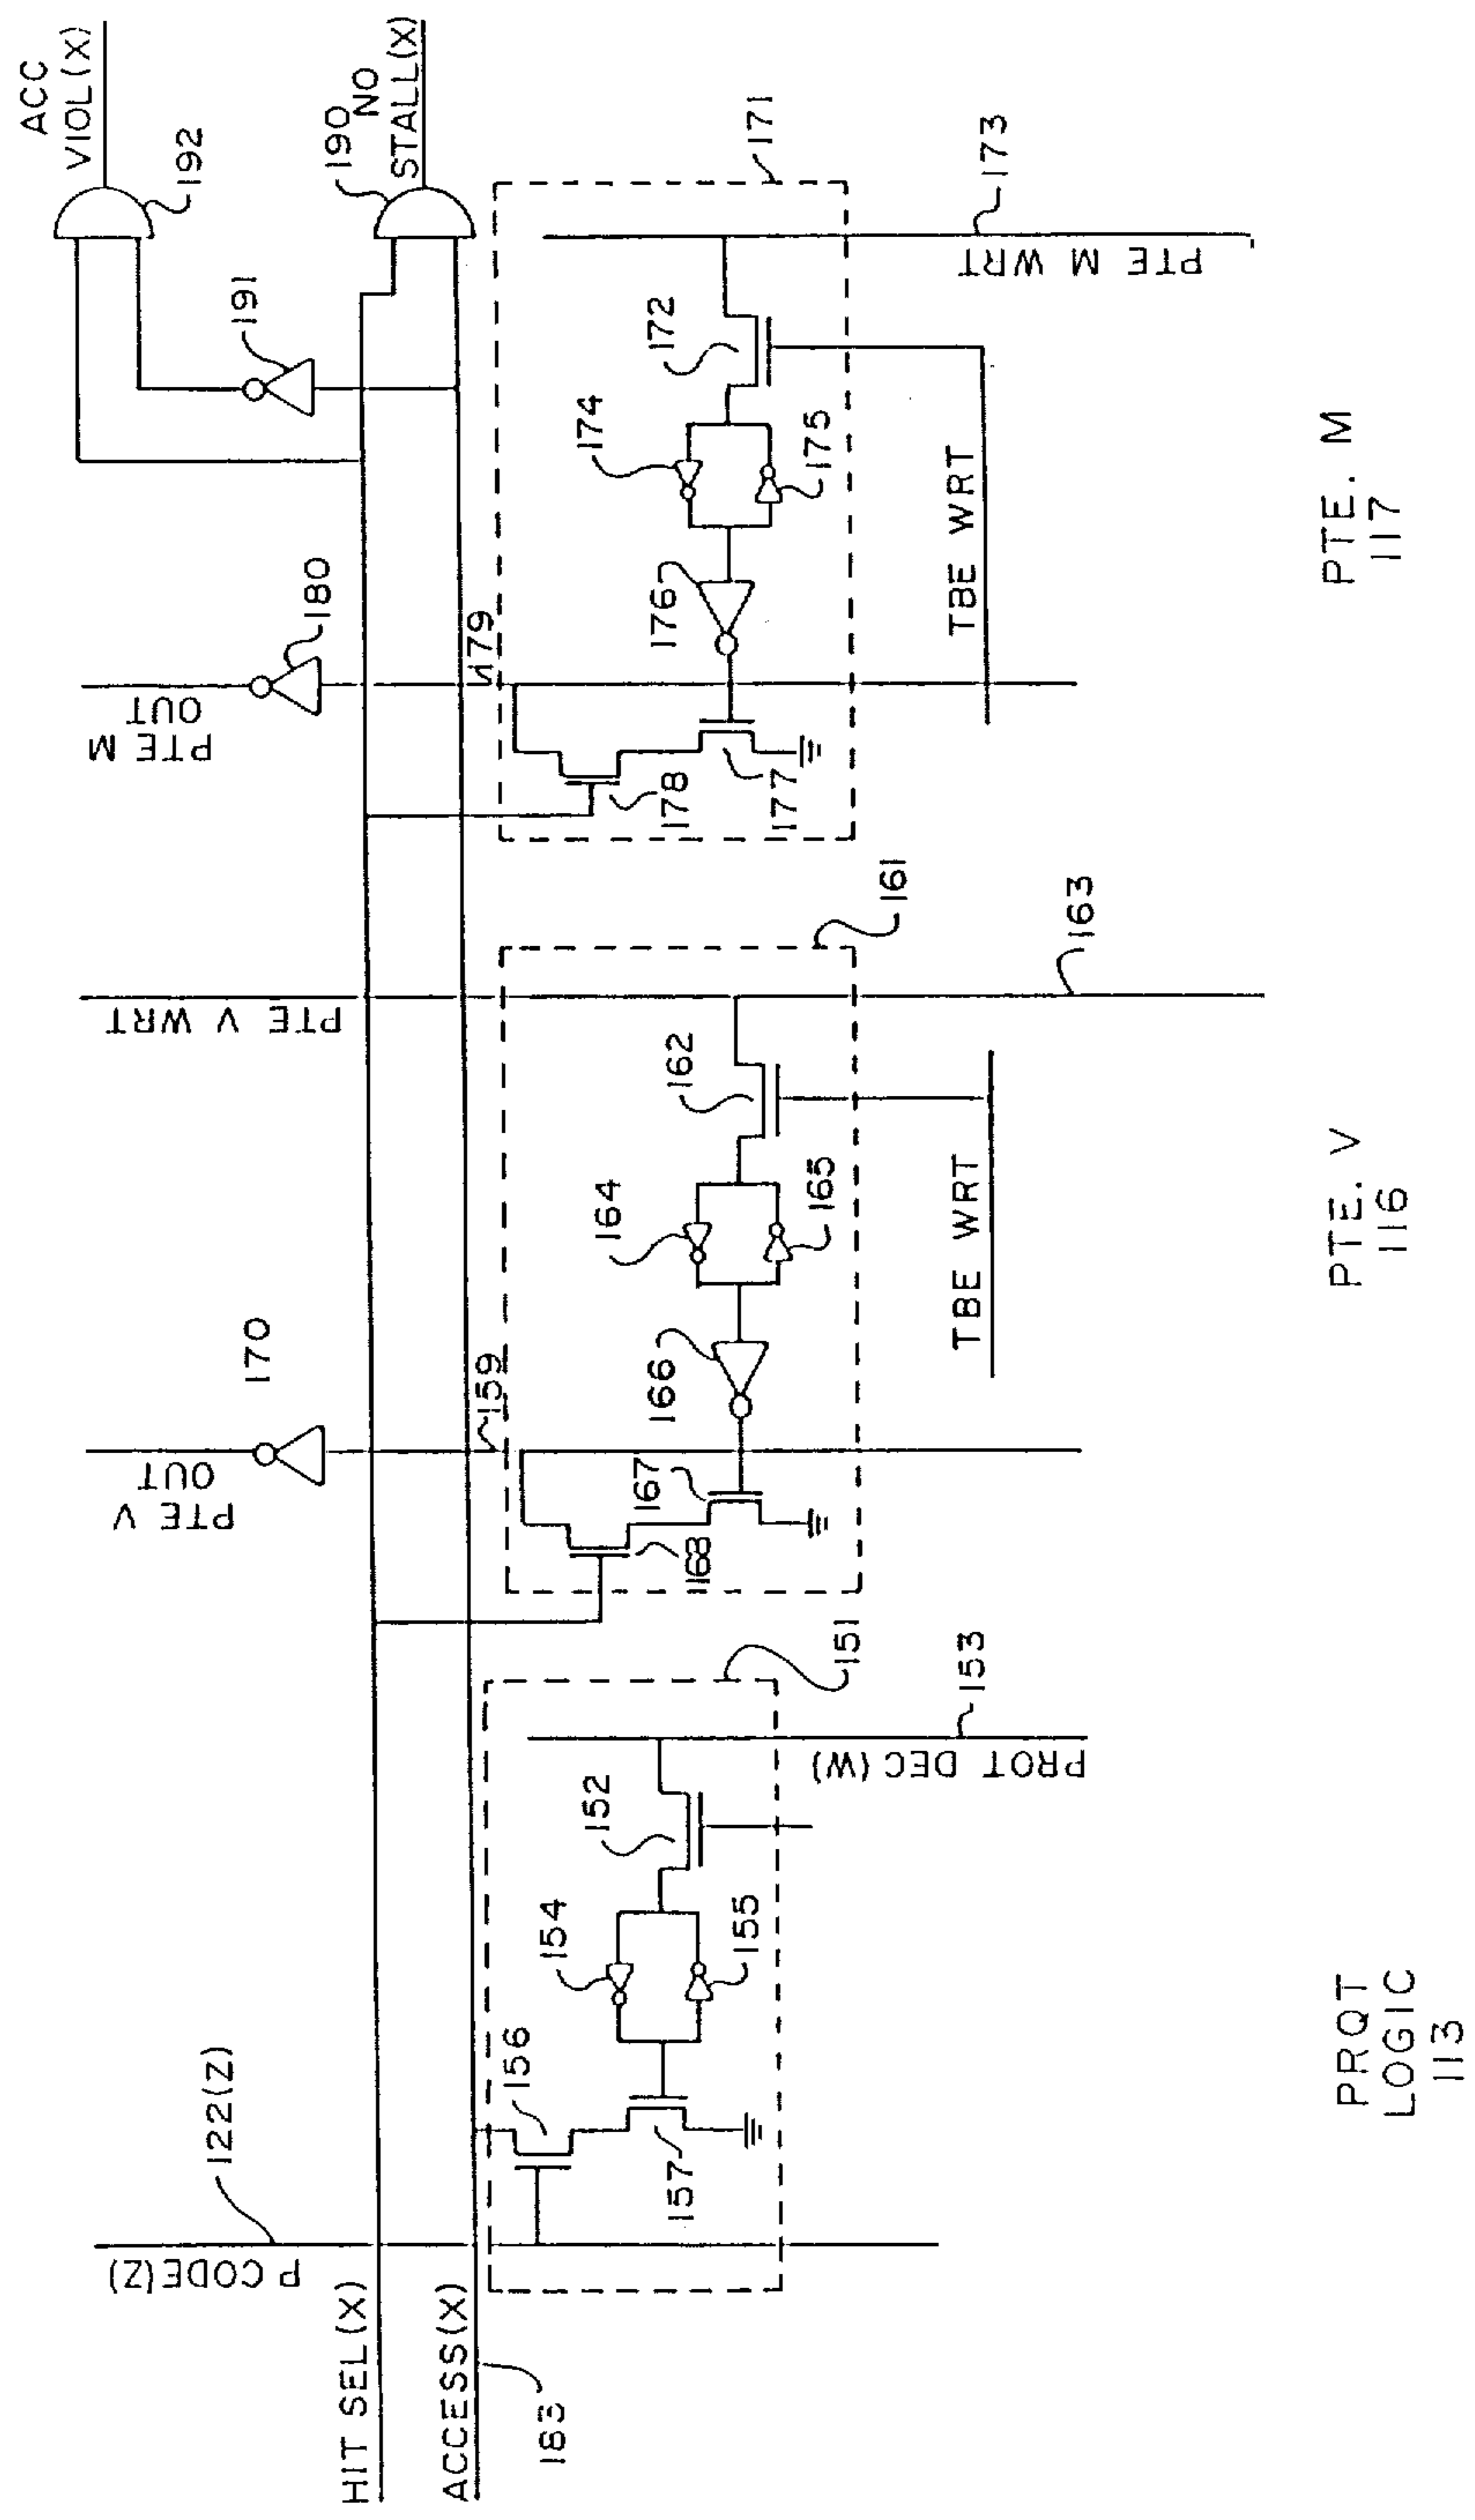 ACC
VIOL(X)
192
190
NO
STALL(X)
191
171
173
PTE M WRT
172
174
175
176
180
179
PTE M
OUT
178
177
TBE WRT
PTE. M
117
161
163
PTE V WRT
162
164
165
166
170
159
PTE V
OUT
167
168
TBE WRT
PTE. V
116
151
153
PROT DEC (W)
152
154
155
156
157
122(Z)
P CODE(Z)
HIT SEL(X)
ACCESS(X)
183
PRQT
LOGIC
113